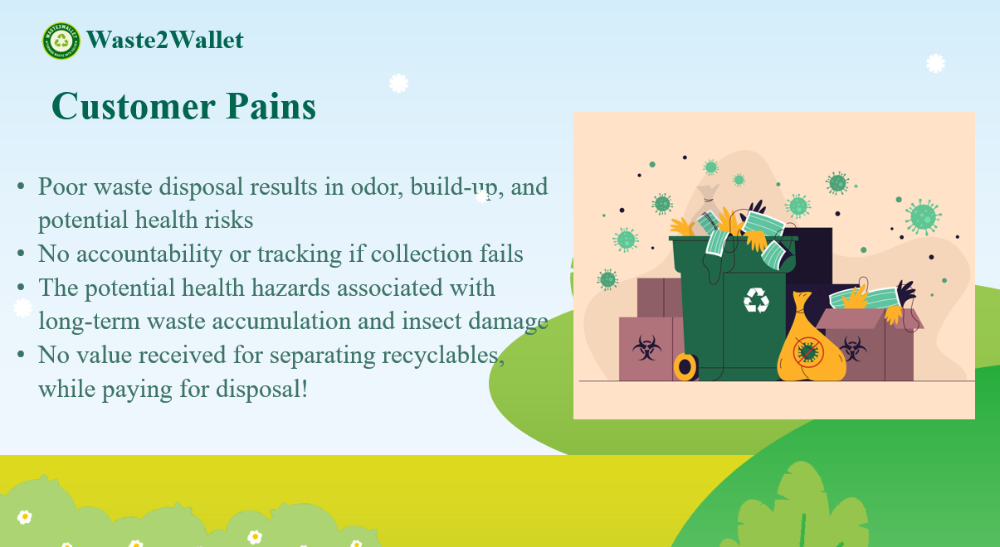 WASTE2WALLET
Waste2Wallet
Customer Pains
• Poor waste disposal results in odor, build-up, and
potential health risks
• No accountability or tracking if collection fails
• The potential health hazards associated with
long-term waste accumulation and insect damage
• No value received for separating recyclables,
while paying for disposal!